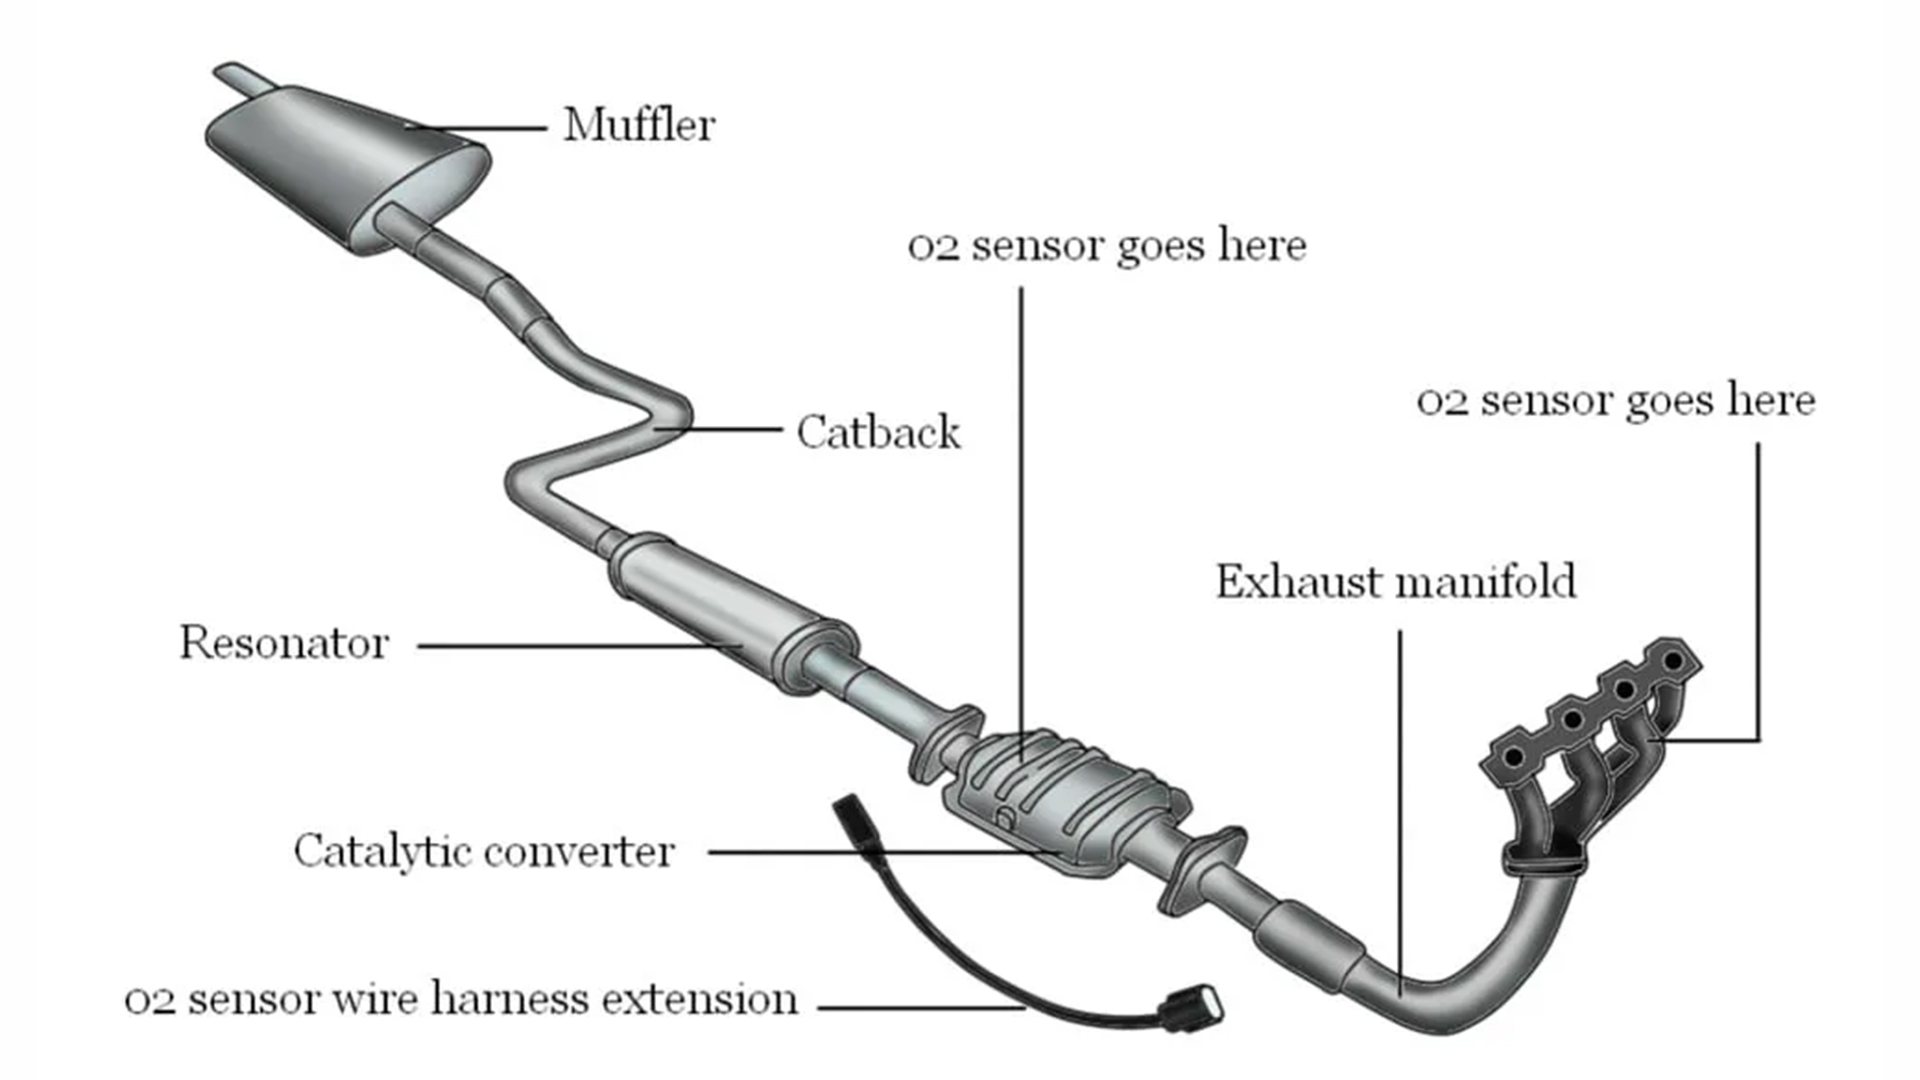 Muffler
o2 sensor goes here
o2 sensor goes here
Catback
Exhaust manifold
Resonator
Catalytic converter
o2 sensor wire harness extension